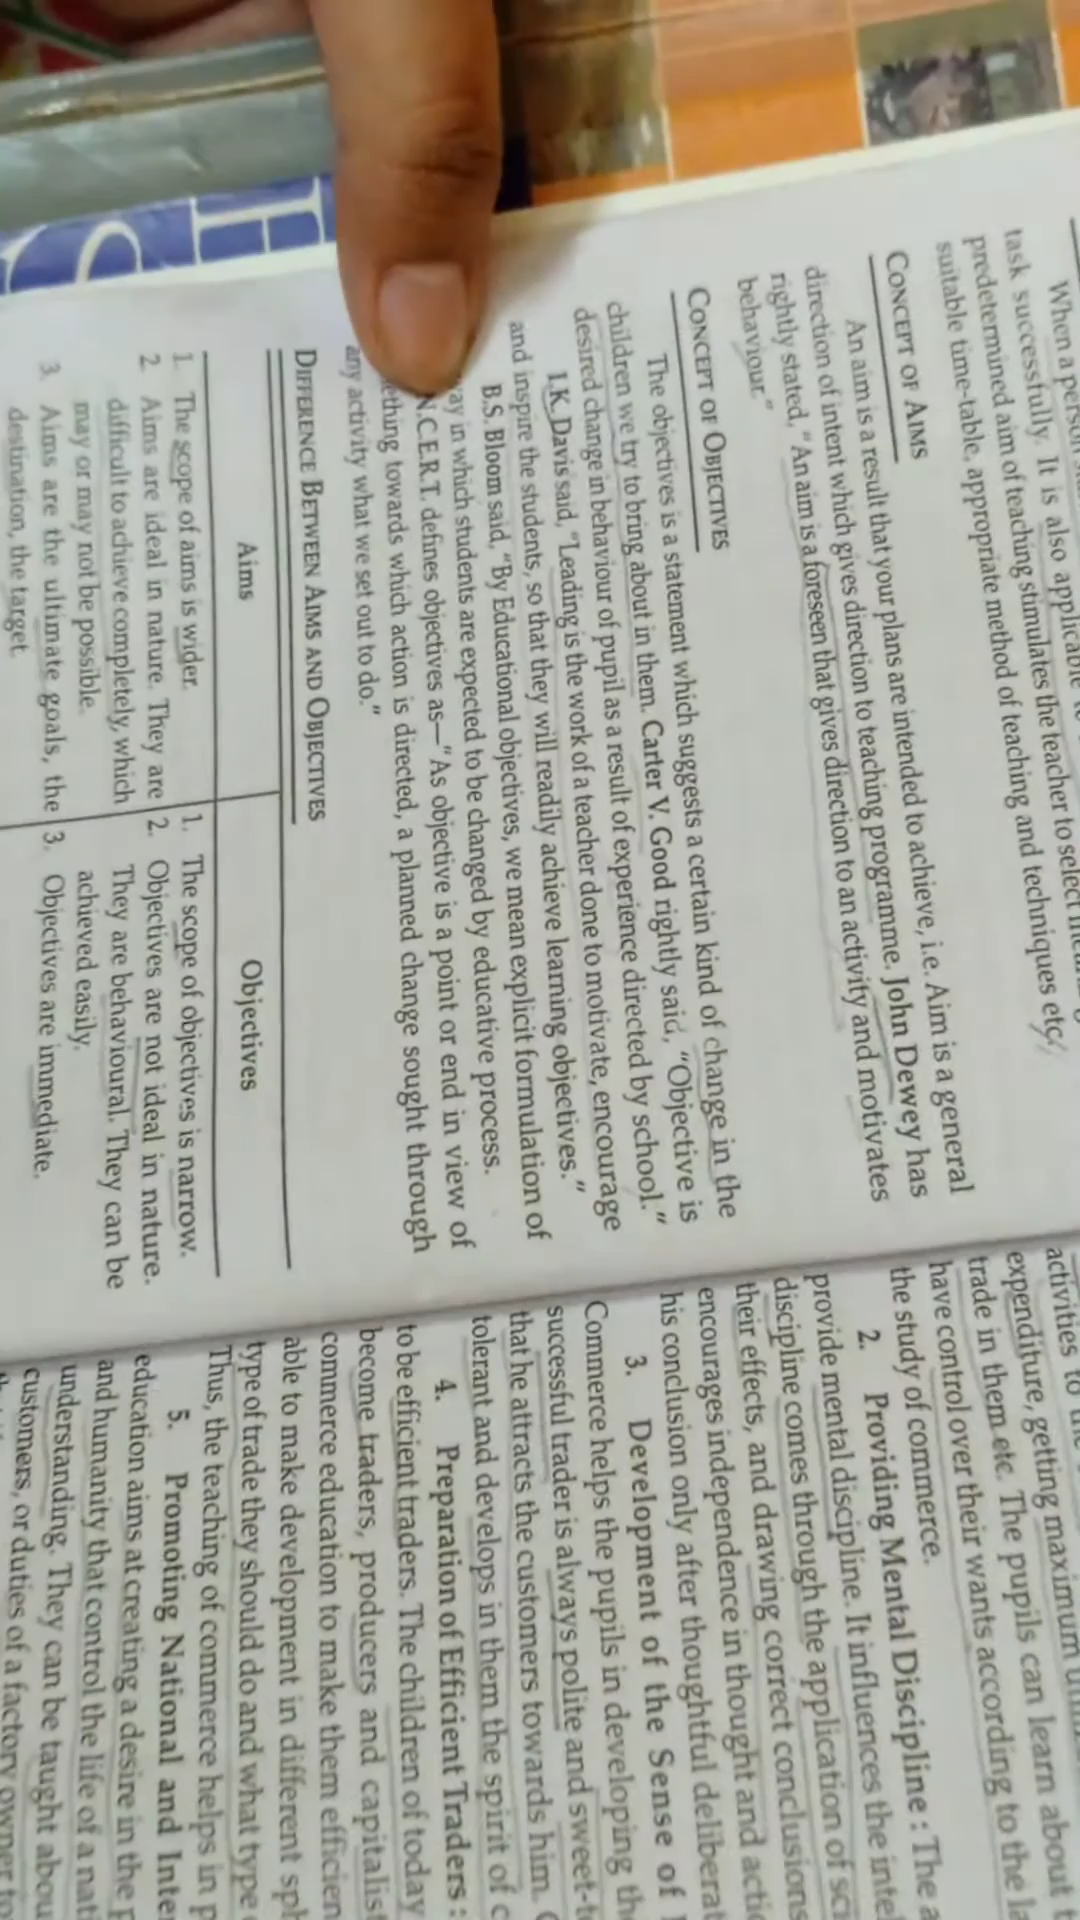 When a person
task successfully. It is also applicable to
predetermined aim of teaching stimulates the teacher to select
suitable time-table, appropriate method of teaching and techniques etc.
CONCEPT OF AIMS
An aim is a result that your plans are intended to achieve, i.e. Aim is a general
direction of intent which gives direction to teaching programme. John Dewey has
rightly stated, "An aim is a foreseen that gives direction to an activity and motivates
behaviour."
CONCEPT OF OBJECTIVES
The objectives is a statement which suggests a certain kind of change in the
children we try to bring about in them. Carter V. Good rightly said, "Objective is
desired change in behaviour of pupil as a result of experience directed by school."
I.K. Davis said, "Leading is the work of a teacher done to motivate, encourage
and inspire the students, so that they will readily achieve learning objectives."
B.S. Bloom said, "By Educational objectives, we mean explicit formulation of
in which students are expected to be changed by educative process.
N.C.E.R.T. defines objectives as—"As objective is a point or end in view of
towards which action is directed, a planned change sought through
any activity what we set out to do."
DIFFERENCE BETWEEN AIMS AND OBJECTIVES
Aims
1. The scope of aims is wider.
2 Aims are ideal in nature. They are
difficult to achieve completely, which
may or may not be possible.
3. Aims are the ultimate goals, the
destination, the target.
Objectives
1. The scope of objectives is narrow.
2. Objectives are not ideal in nature.
They are behavioural. They can be
achieved easily.
3. Objectives are immediate.
activities to
expenditure, getting maximum
trade in them etc. The pupils can learn about
have control over their wants according to the
the study of commerce.
2. Providing Mental Discipline : The
provide mental discipline. It influences the
discipline comes through the application of
their effects, and drawing correct conclusions
encourages independence in thought and
his conclusion only after thoughtful
3. Development of the Sense of
Commerce helps the pupils in developing
successful trader is always polite and
that he attracts the customers towards him.
tolerant and develops in them the spirit of
4. Preparation of Efficient Traders :
to be efficient traders. The children of today
become traders, producers and
commerce education to make them
able to make development in different
type of trade they should do and what type
Thus, the teaching of commerce helps in
5. Promoting National and
education aims at creating a desire in the
and humanity that control the life of a
understanding. They can be taught
customers, or duties of a factory owner